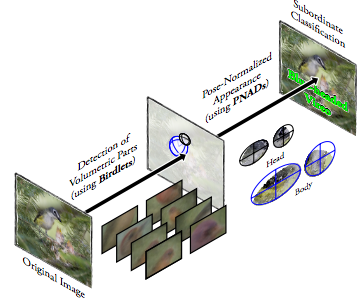 Subordinate
Classification
Pose-Normalized
Appearance
(using PNADs)
Detection of
Volumetric Parts
(using Birdlets)
Head
Body
Original Image